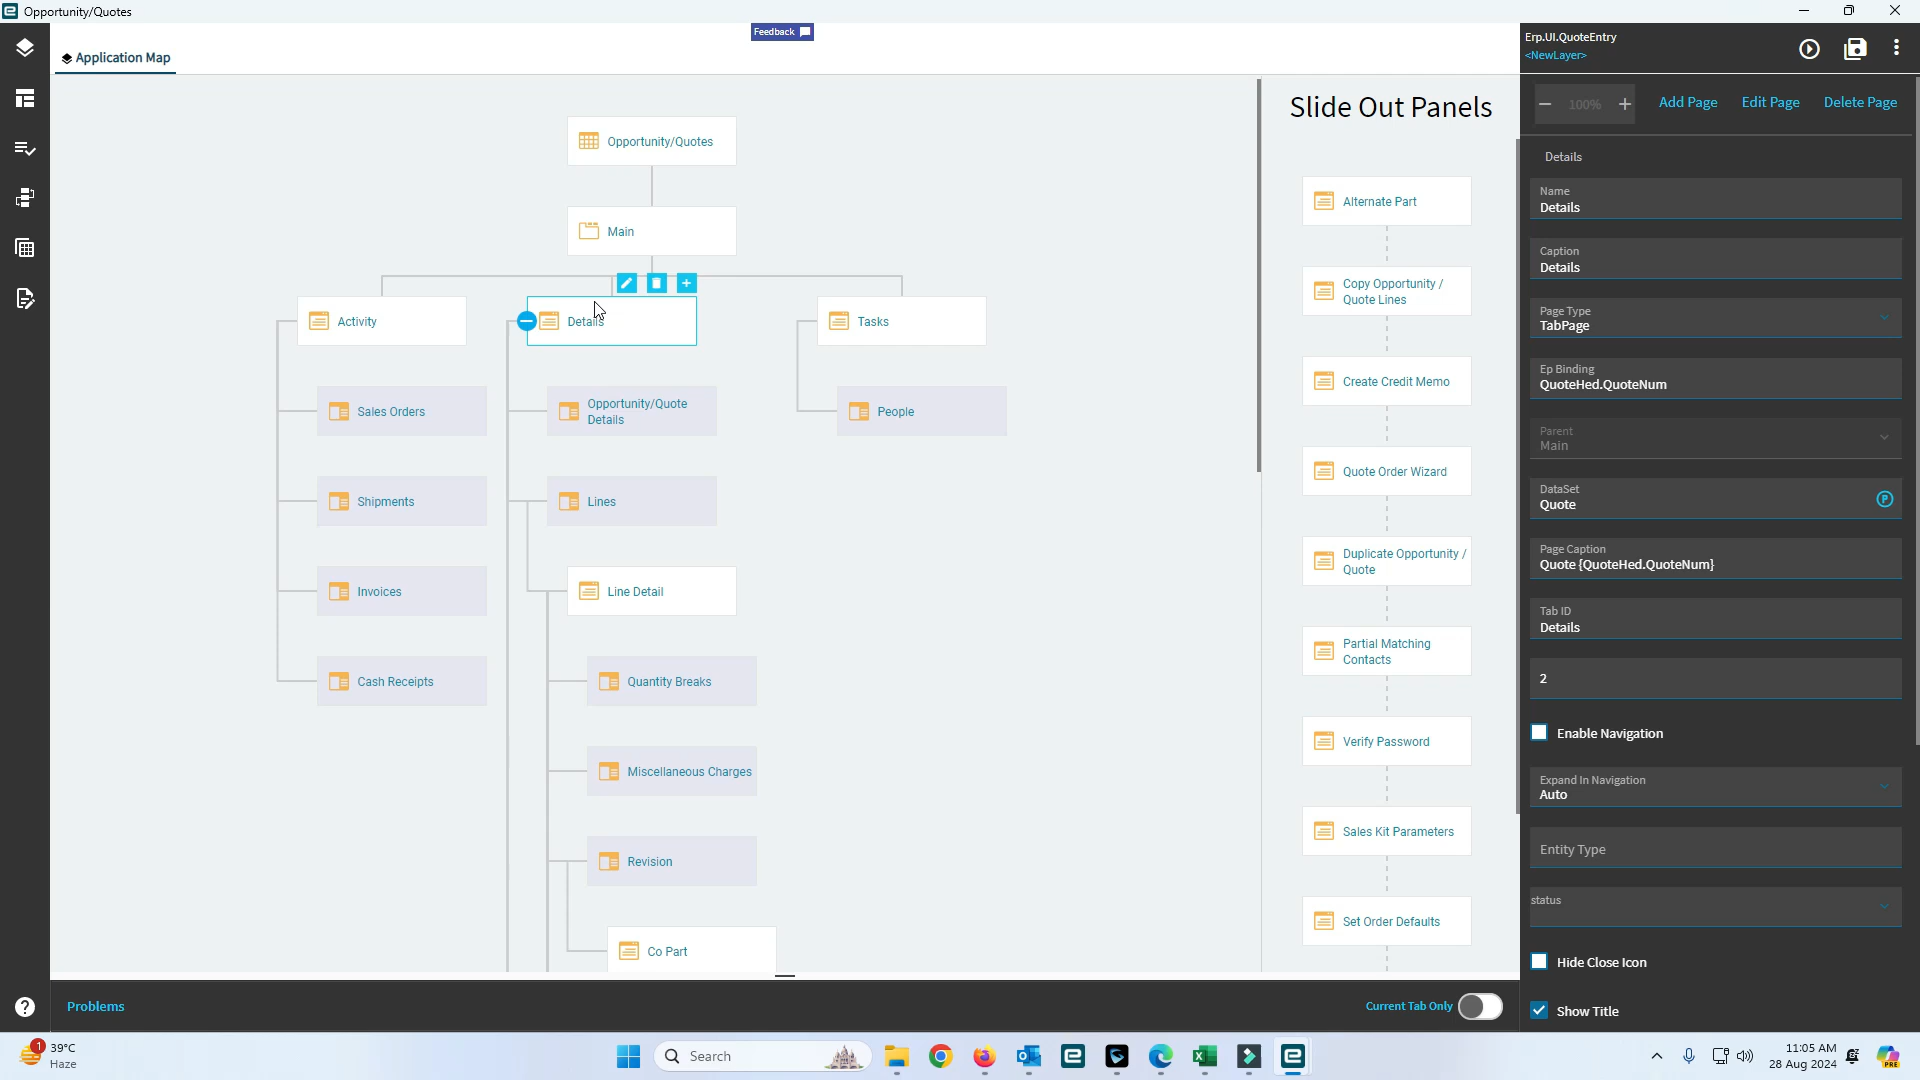 Opportunity/Quotes
Feedback
Application Map
Erp.UI.QuoteEntry
<NewLayer>
Opportunity/Quotes
Main
Activity
Details
Tasks
Sales Orders
Opportunity/Quote
Details
People
Shipments
Lines
Invoices
Line Detail
Cash Receipts
Quantity Breaks
Miscellaneous Charges
Revision
Co Part
Slide Out Panels
Alternate Part
Copy Opportunity /
Quote Lines
Create Credit Memo
Quote Order Wizard
Duplicate Opportunity /
Quote
Partial Matching
Contacts
Verify Password
Sales Kit Parameters
Set Order Defaults
100%
Add Page
Edit Page
Delete Page
Details
Name
Details
Caption
Details
Page Type
TabPage
Ep Binding
QuoteHed.QuoteNum
Parent
Main
DataSet
Quote
P
Page Caption
Quote {QuoteHed.QuoteNum}
Tab ID
Details
2
Enable Navigation
Expand In Navigation
Auto
Entity Type
status
Hide Close Icon
Show Title
Problems
Current Tab Only
1
39°C
Haze
Search
11:05 AM
28 Aug 2024
PRE